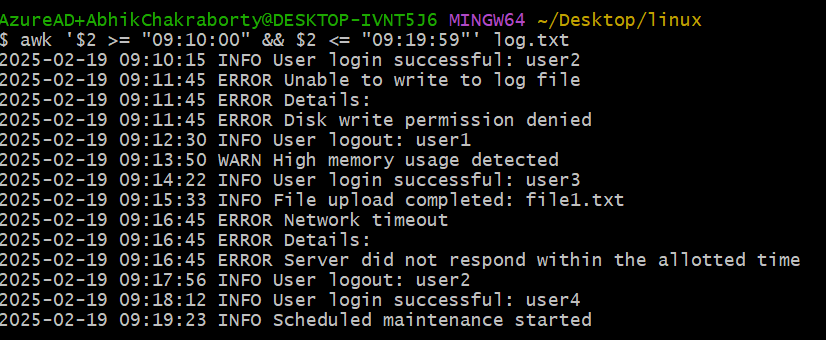 AzureAD+AbhikChakraborty@DESKTOP-IVNT5J6 MINGW64 ~/Desktop/linux
$ awk '$2 >= "09:10:00" && $2 <= "09:19:59"' log.txt
2025-02-19 09:10:15 INFO User login successful: user2
2025-02-19 09:11:45 ERROR Unable to write to log file
2025-02-19 09:11:45 ERROR Details:
2025-02-19 09:11:45 ERROR Disk write permission denied
2025-02-19 09:12:30 INFO User logout: user1
2025-02-19 09:13:50 WARN High memory usage detected
2025-02-19 09:14:22 INFO User login successful: user3
2025-02-19 09:15:33 INFO File upload completed: file1.txt
2025-02-19 09:16:45 ERROR Network timeout
2025-02-19 09:16:45 ERROR Details:
2025-02-19 09:16:45 ERROR Server did not respond within the allotted time
2025-02-19 09:17:56 INFO User logout: user2
2025-02-19 09:18:12 INFO User login successful: user4
2025-02-19 09:19:23 INFO Scheduled maintenance started